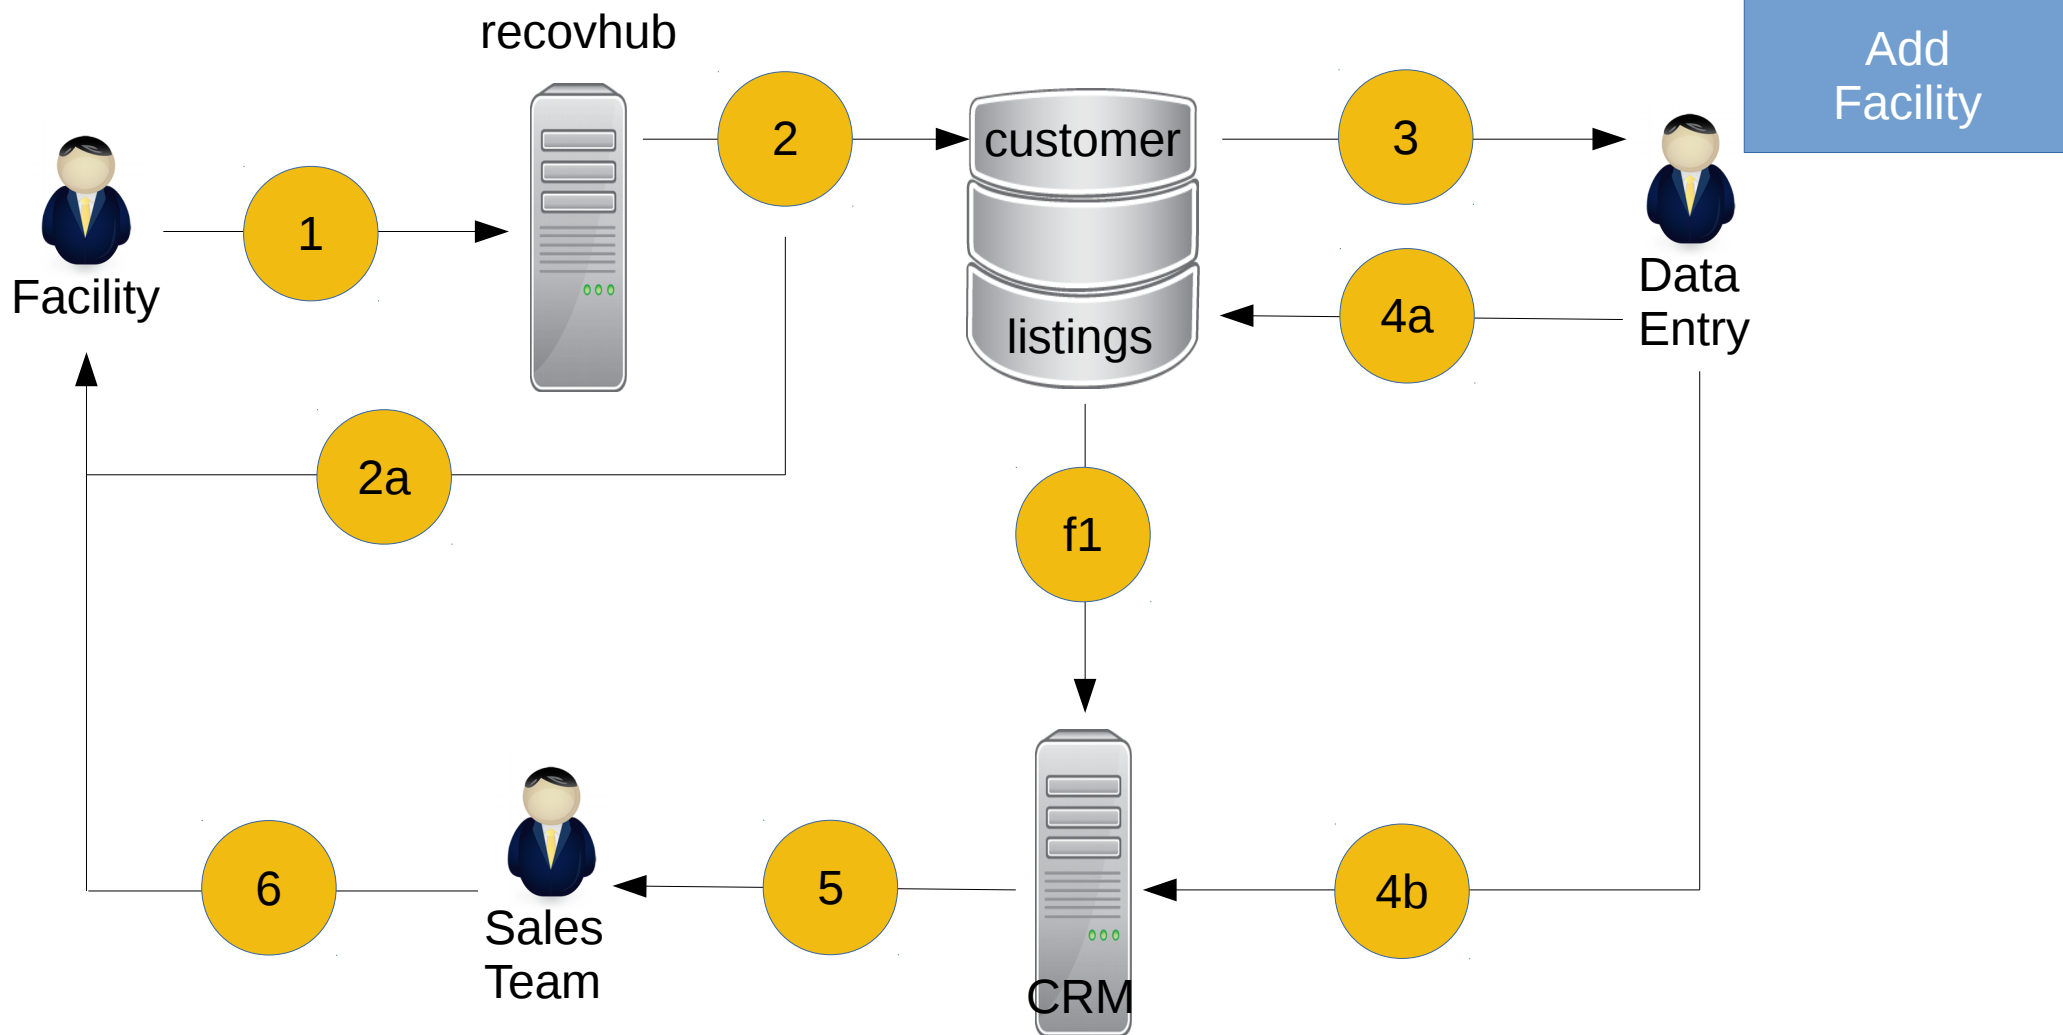 recovhub
Add
Facility
2
customer
3
1
Facility
Data
Entry
4a
listings
2a
f1
6
5
4b
Sales
Team
CRM